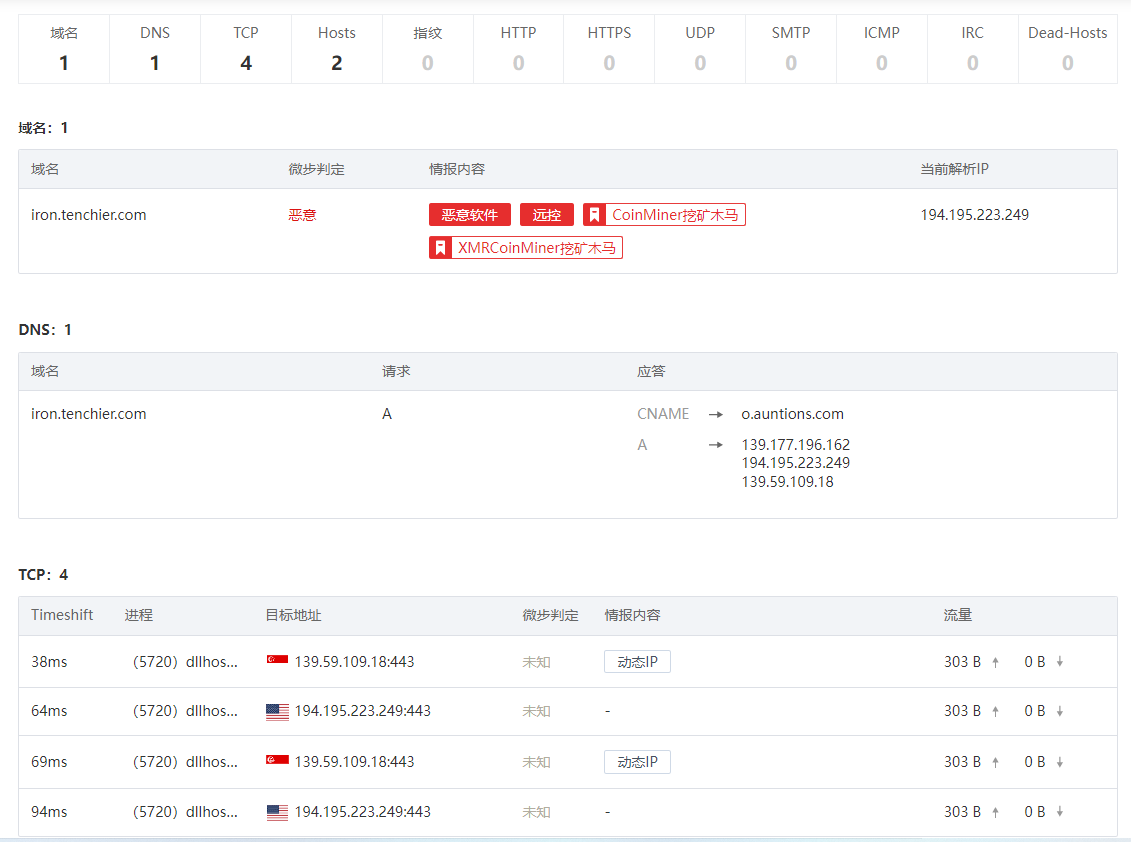 域名 DNS TCP Hosts 指纹 HTTP HTTPS UDP SMTP ICMP IRC Dead-Hosts
1 1 4 2 0 0 0 0 0 0 0 0
域名：1
域名 微步判定 情报内容 当前解析IP
iron.tenchier.com 恶意 恶意软件 远控 CoinMiner挖矿木马 194.195.223.249
XMRCoinMiner挖矿木马
DNS：1
域名 请求 应答
iron.tenchier.com A CNAME → o.auntions.com
A → 139.177.196.162
194.195.223.249
139.59.109.18
TCP：4
Timeshift 进程 目标地址 微步判定 情报内容 流量
38ms （5720）dllhos... 139.59.109.18:443 未知 动态IP 303 B ↑ 0 B ↓
64ms （5720）dllhos... 194.195.223.249:443 未知 - 303 B ↑ 0 B ↓
69ms （5720）dllhos... 139.59.109.18:443 未知 动态IP 303 B ↑ 0 B ↓
94ms （5720）dllhos... 194.195.223.249:443 未知 - 303 B ↑ 0 B ↓